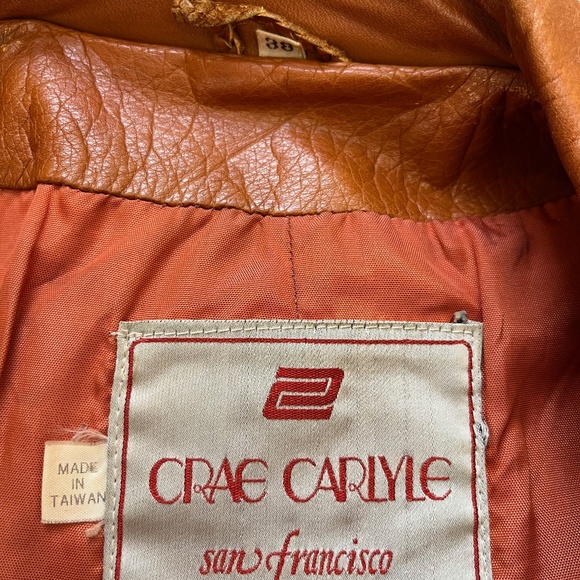 38
CRAE CARLYLE
san francisco
MADE
IN
TAIWAN